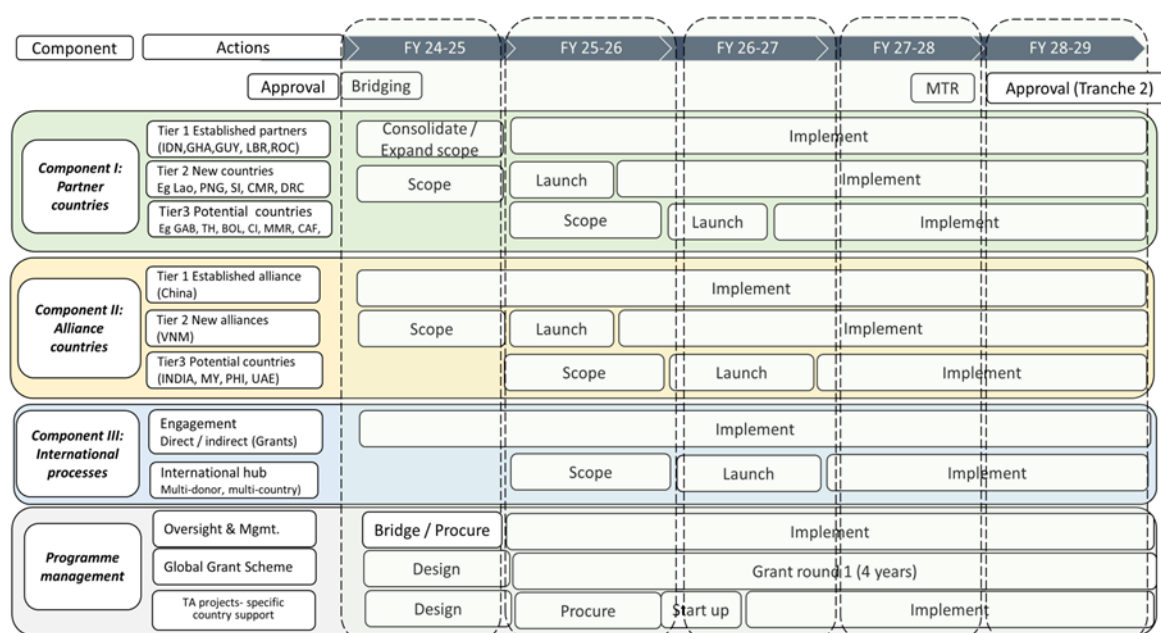 Component
Actions
FY 24-25
FY 25-26
FY 26-27
FY 27-28
FY 28-29
Approval
Bridging
MTR
Approval (Tranche 2)
Component I:
Partner
countries
Tier 1 Established partners
(IDN,GHA,GUY, LBR,ROC)
Consolidate /
Expand scope
Implement
Tier 2 New countries
Eg Lao, PNG, SI, CMR, DRC
Scope
Launch
Implement
Tier3 Potential  countries
Eg GAB, TH, BOL, CI, MMR, CAF,
Scope
Launch
Implement
Component II:
Alliance
countries
Tier 1 Established alliance
(China)
Implement
Tier 2 New alliances
(VNM)
Scope
Launch
Implement
Tier3 Potential countries
(INDIA, MY, PHI, UAE)
Scope
Launch
Implement
Component III:
International
processes
Engagement
Direct / indirect (Grants)
Implement
International hub
Multi-donor, multi-country)
Scope
Launch
Implement
Programme
management
Oversight & Mgmt.
Bridge / Procure
Implement
Global Grant Scheme
Design
Grant round 1 (4 years)
TA projects- specific
country support
Design
Procure
Start up
Implement